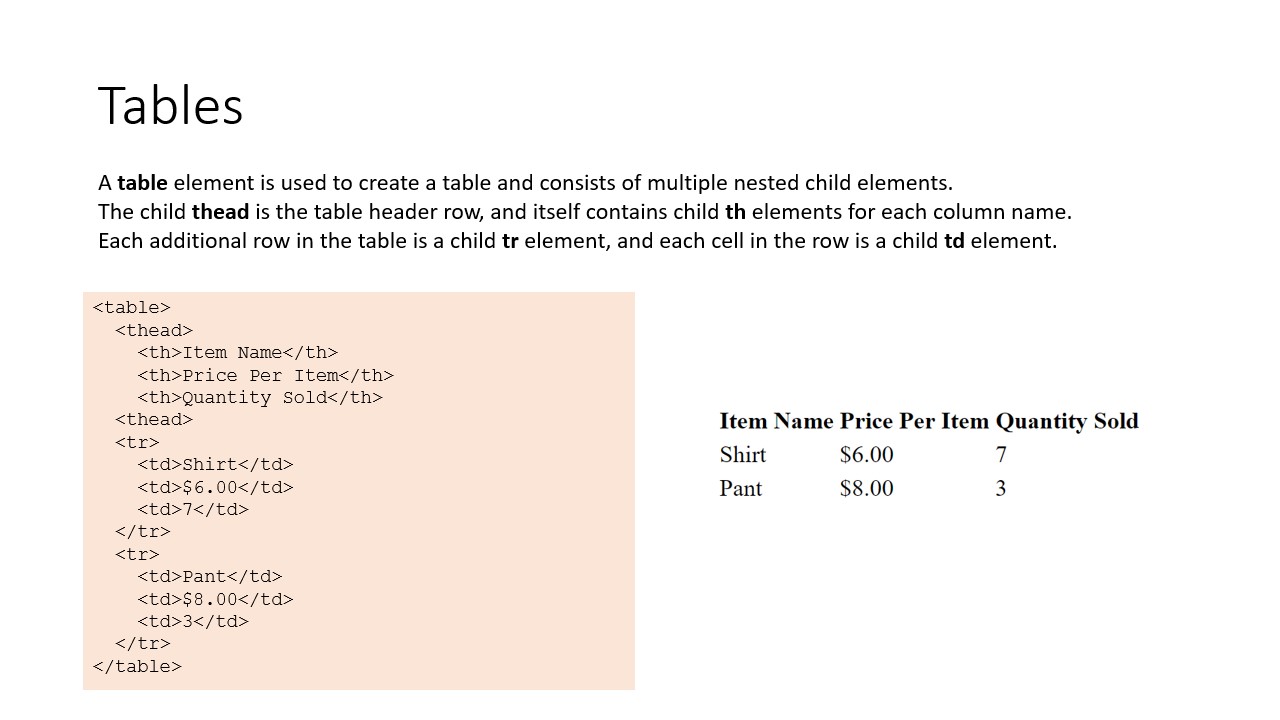 Tables
A table element is used to create a table and consists of multiple nested child elements.
The child thead is the table header row, and itself contains child th elements for each column name.
Each additional row in the table is a child tr element, and each cell in the row is a child td element.
<table>
<thead>
<th>Item Name</th>
<th>Price Per Item</th>
<th>Quantity Sold</th>
<thead>
<tr>
<td>Shirt</td>
<td>$6.00</td>
<td>7</td>
</tr>
<tr>
<td>Pant</td>
<td>$8.00</td>
<td>3</td>
</tr>
</table>
Item Name Price Per Item Quantity Sold
Shirt $6.00 7
Pant $8.00 3